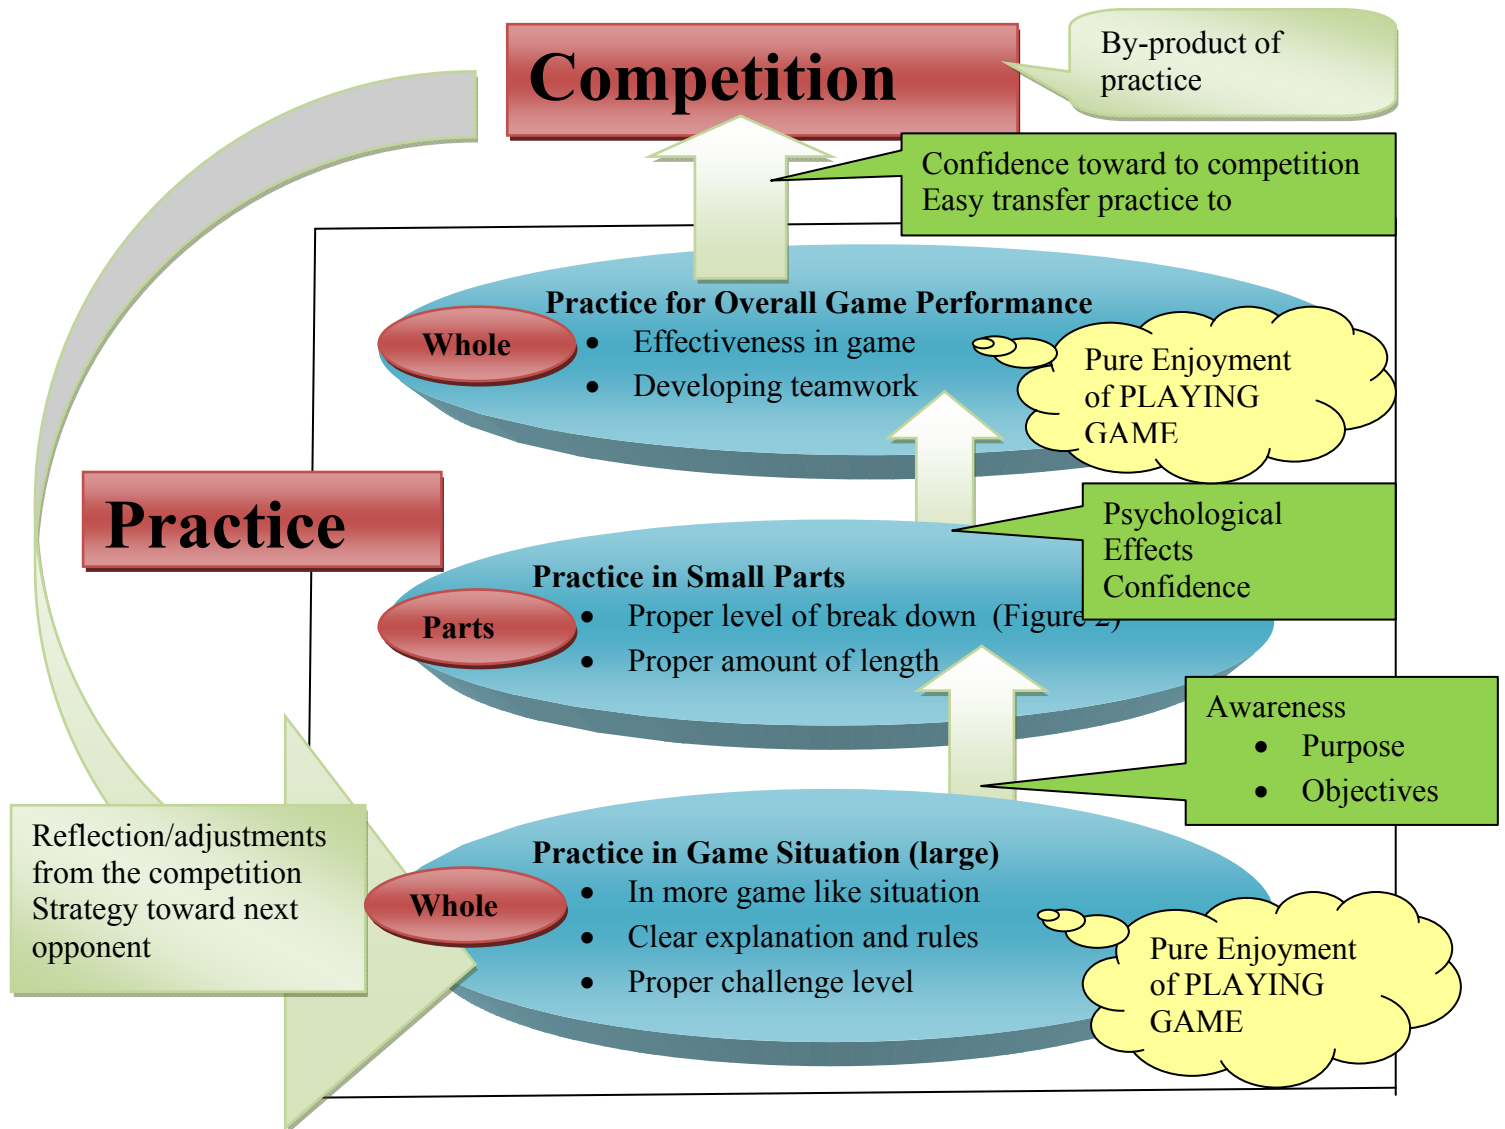 Competition
By-product of
practice
Confidence toward to competition
Easy transfer practice to
Practice for Overall Game Performance
Whole
• Effectiveness in game
• Developing teamwork
Pure Enjoyment
of PLAYING
GAME
Practice
Psychological
Effects
Confidence
Practice in Small Parts
Parts
• Proper level of break down (Figure 2)
• Proper amount of length
Awareness
• Purpose
• Objectives
Reflection/adjustments
from the competition
Strategy toward next
opponent
Practice in Game Situation (large)
Whole
• In more game like situation
• Clear explanation and rules
• Proper challenge level
Pure Enjoyment
of PLAYING
GAME